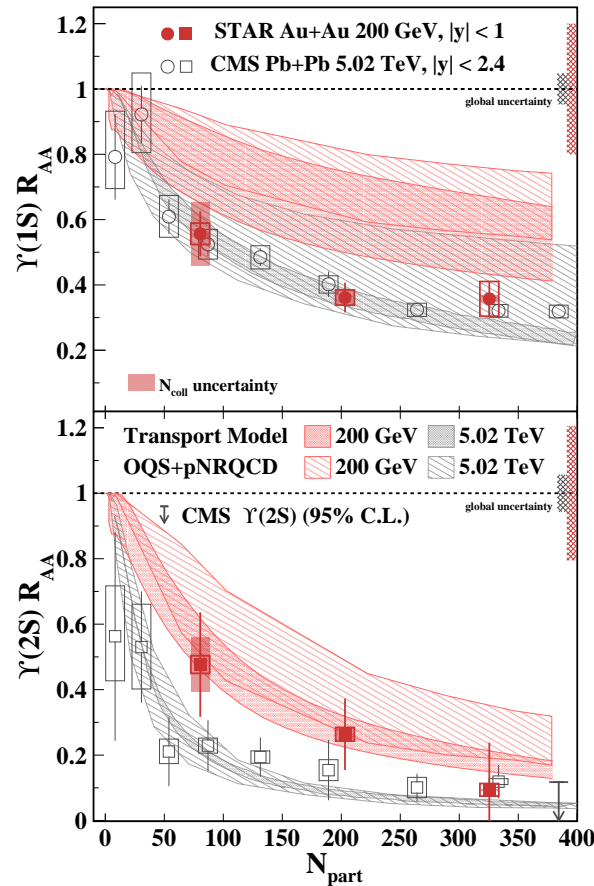 STAR Au+Au 200 GeV, |y| < 1
CMS Pb+Pb 5.02 TeV, |y| < 2.4
global uncertainty
1.2
1
0.8
0.6
0.4
0.2
ϒ(1S) R_AA
N_coll uncertainty
Transport Model 200 GeV 5.02 TeV
OQS+pNRQCD 200 GeV 5.02 TeV
global uncertainty
CMS ϒ(2S) (95% C.L.)
1.2
1
0.8
0.6
0.4
0.2
0
ϒ(2S) R_AA
0 50 100 150 200 250 300 350 400
N_part